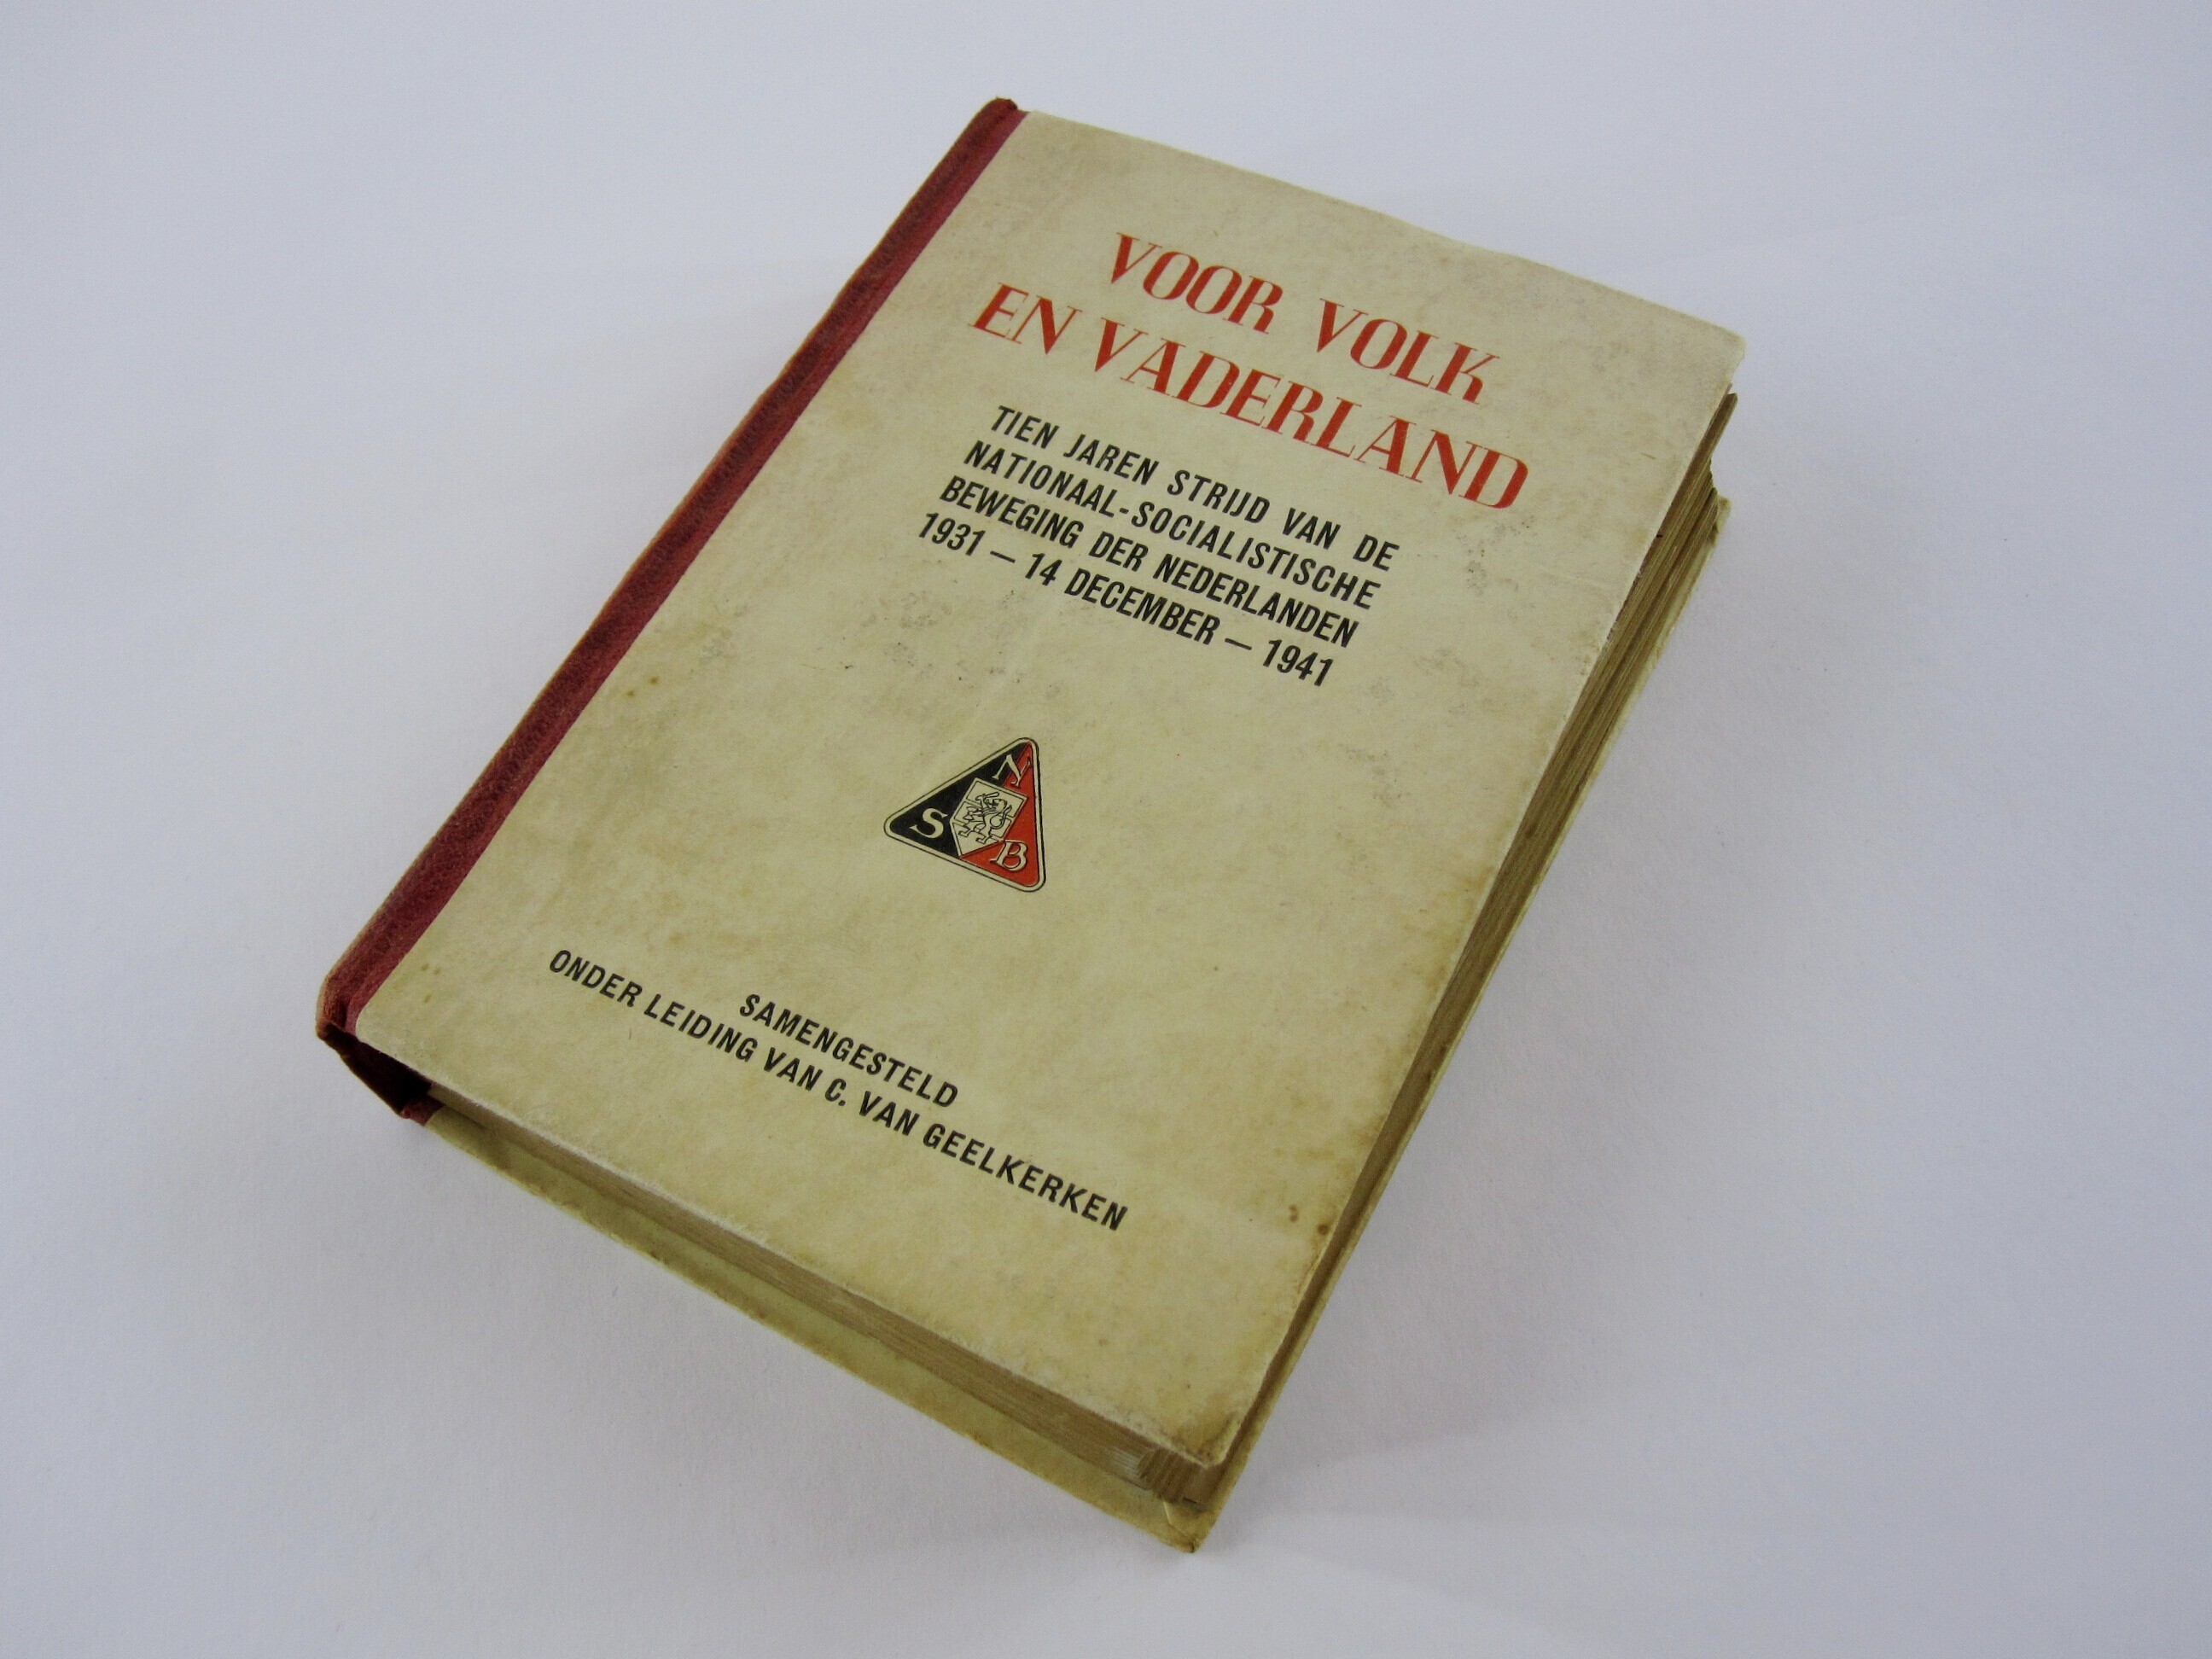 VOOR VOLK
EN VADERLAND
TIEN JAREN STRIJD VAN DE
NATIONAAL-SOCIALISTISCHE
BEWEGING DER NEDERLANDEN
1931 — 14 DECEMBER — 1941
N
S B
SAMENGESTELD
ONDER LEIDING VAN C. VAN GEELKERKEN